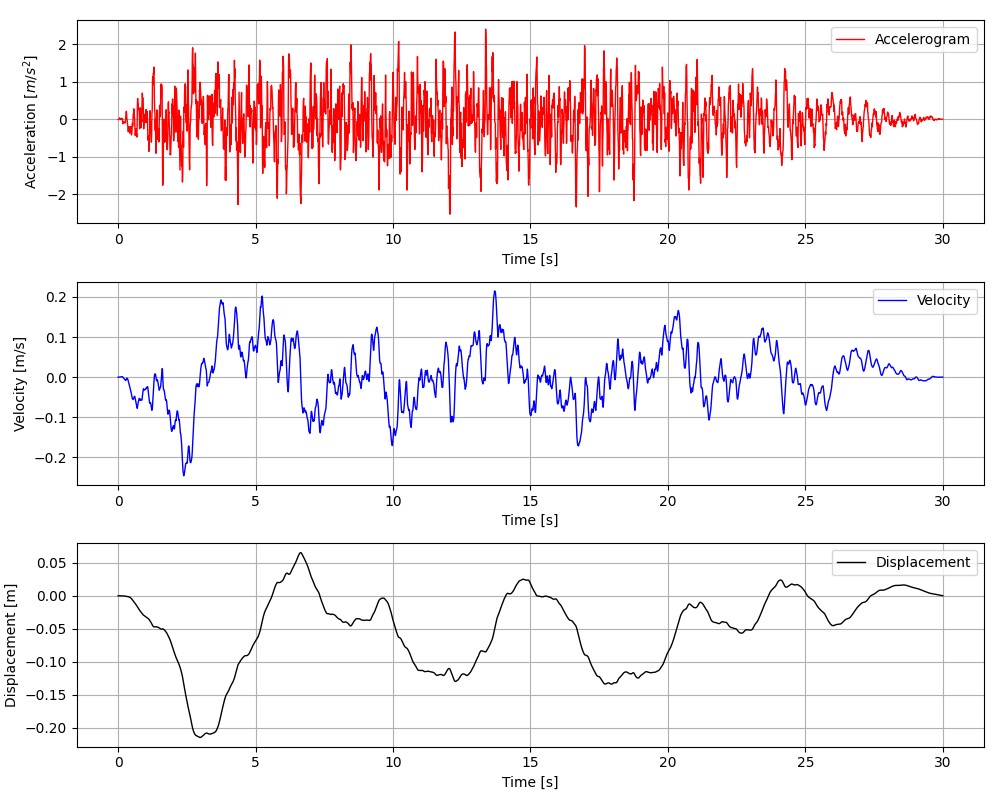 Acceleration [m/s²]
2
1
0
−1
−2
Accelerogram
0 5 10 15 20 25 30
Time [s]
Velocity [m/s]
0.2
0.1
0.0
−0.1
−0.2
Velocity
0 5 10 15 20 25 30
Time [s]
Displacement [m]
0.05
0.00
−0.05
−0.10
−0.15
−0.20
Displacement
0 5 10 15 20 25 30
Time [s]